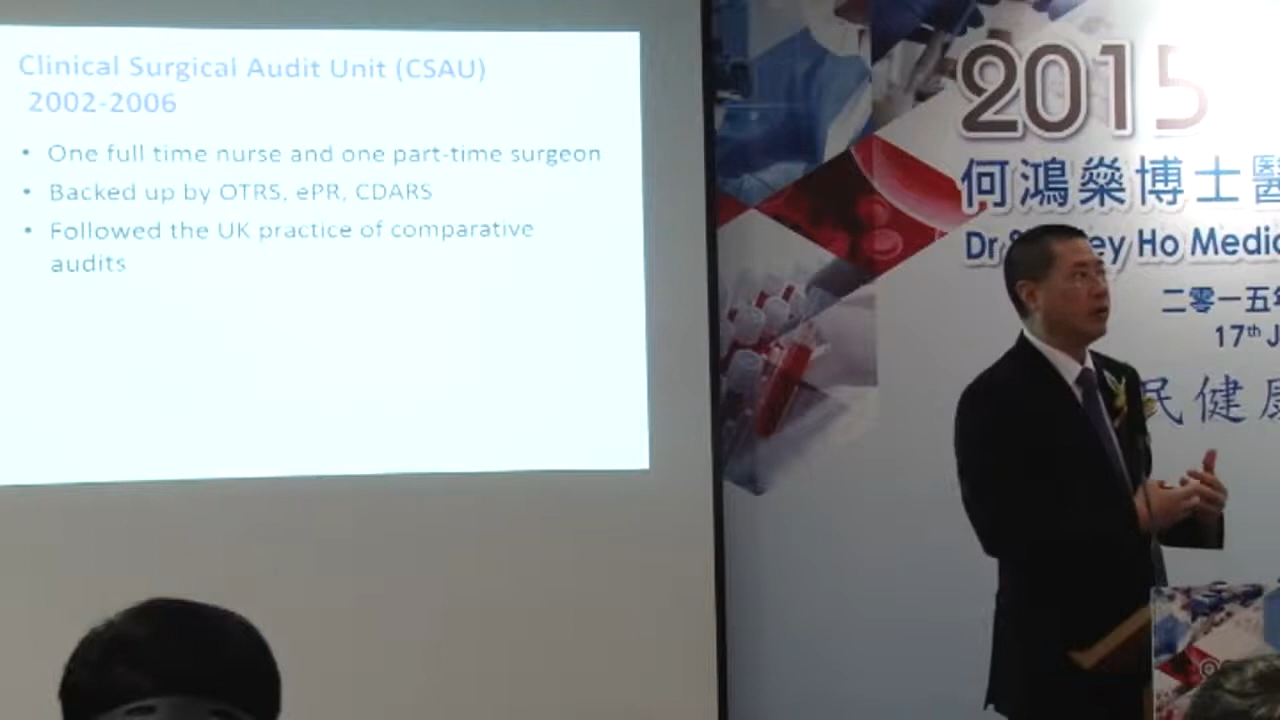 Clinical Surgical Audit Unit (CSAU)
2002-2006
• One full time nurse and one part-time surgeon
• Backed up by OTRS, ePR, CDARS
• Followed the UK practice of comparative
audits
2015
何鴻燊博士醫
Dr Ho Medic
二零一五年
17th J
民健康